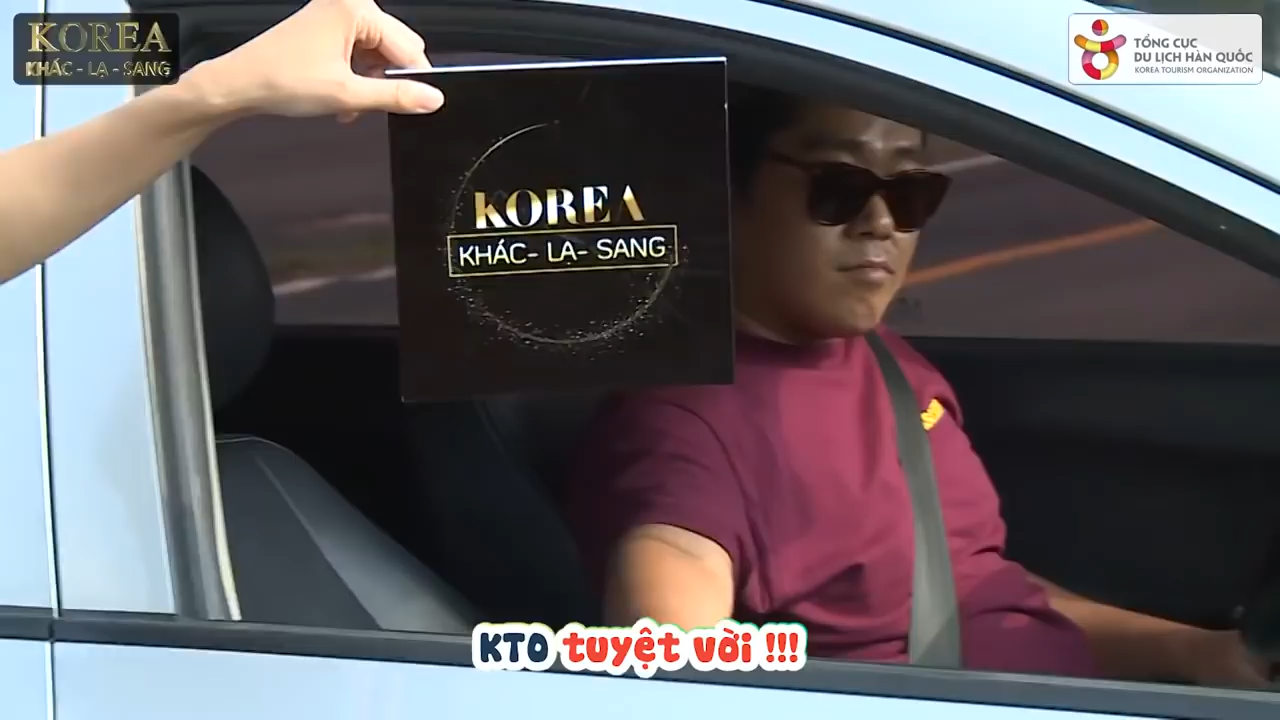 KOREA
KHÁC - LẠ - SANG
TỔNG CỤC
DU LỊCH HÀN QUỐC
KOREA TOURISM ORGANIZATION
KOREA
KHÁC- LẠ- SANG
KTO tuyệt vời !!!